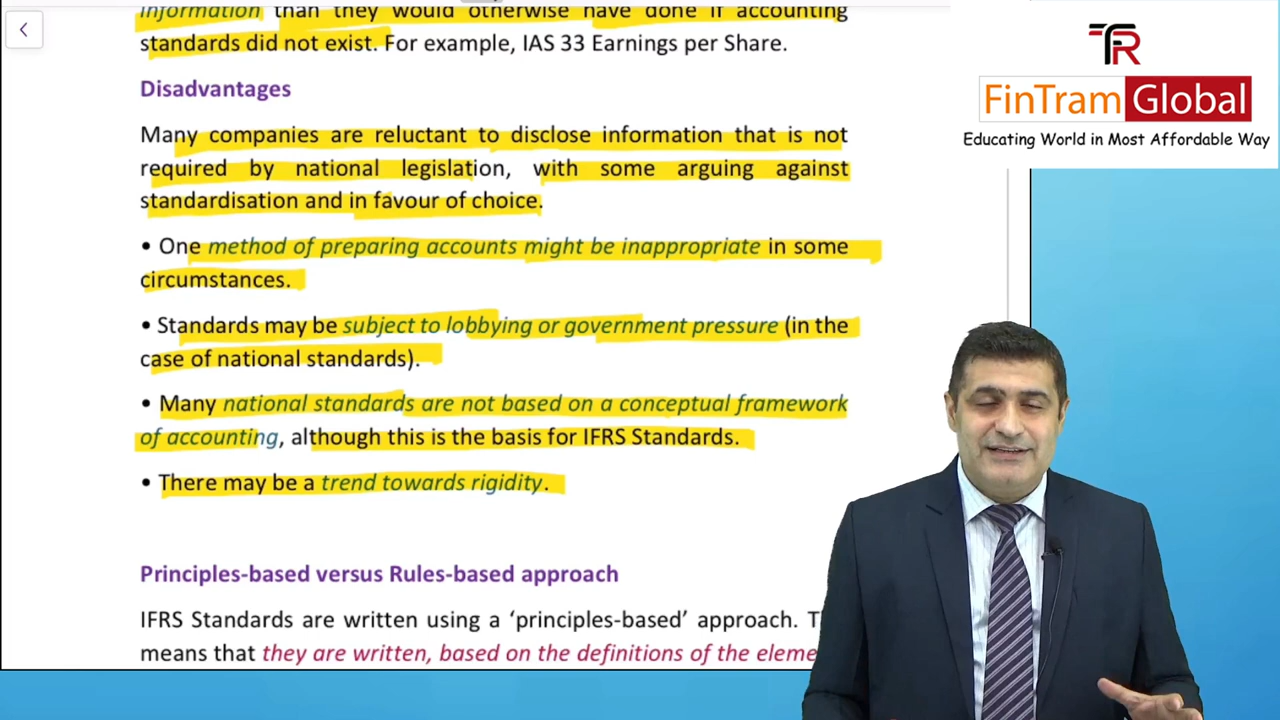 information than they would otherwise have done if accounting
standards did not exist. For example, IAS 33 Earnings per Share.
Disadvantages
Many companies are reluctant to disclose information that is not
required by national legislation, with some arguing against
standardisation and in favour of choice.
• One method of preparing accounts might be inappropriate in some
circumstances.
• Standards may be subject to lobbying or government pressure (in the
case of national standards).
• Many national standards are not based on a conceptual framework
of accounting, although this is the basis for IFRS Standards.
• There may be a trend towards rigidity.
Principles-based versus Rules-based approach
IFRS Standards are written using a ‘principles-based’ approach. T
means that they are written, based on the definitions of the eleme
TFR
FinTram Global
Educating World in Most Affordable Way